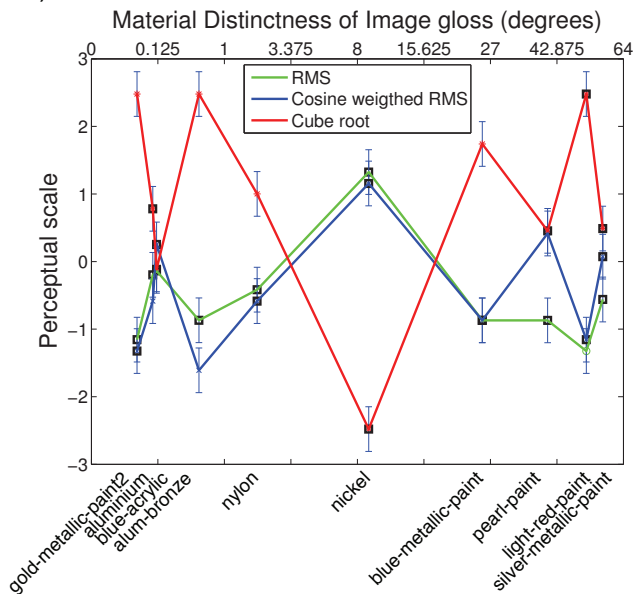 Material Distinctness of Image gloss (degrees)
0 0.125 1 3.375 8 15.625 27 42.875 64
3
2
1
0
−1
−2
−3
Perceptual scale
RMS
Cosine weigthed RMS
Cube root
gold-metallic-paint2
aluminium
blue-acrylic
alum-bronze
nylon
nickel
blue-metallic-paint
pearl-paint
light-red-paint
silver-metallic-paint